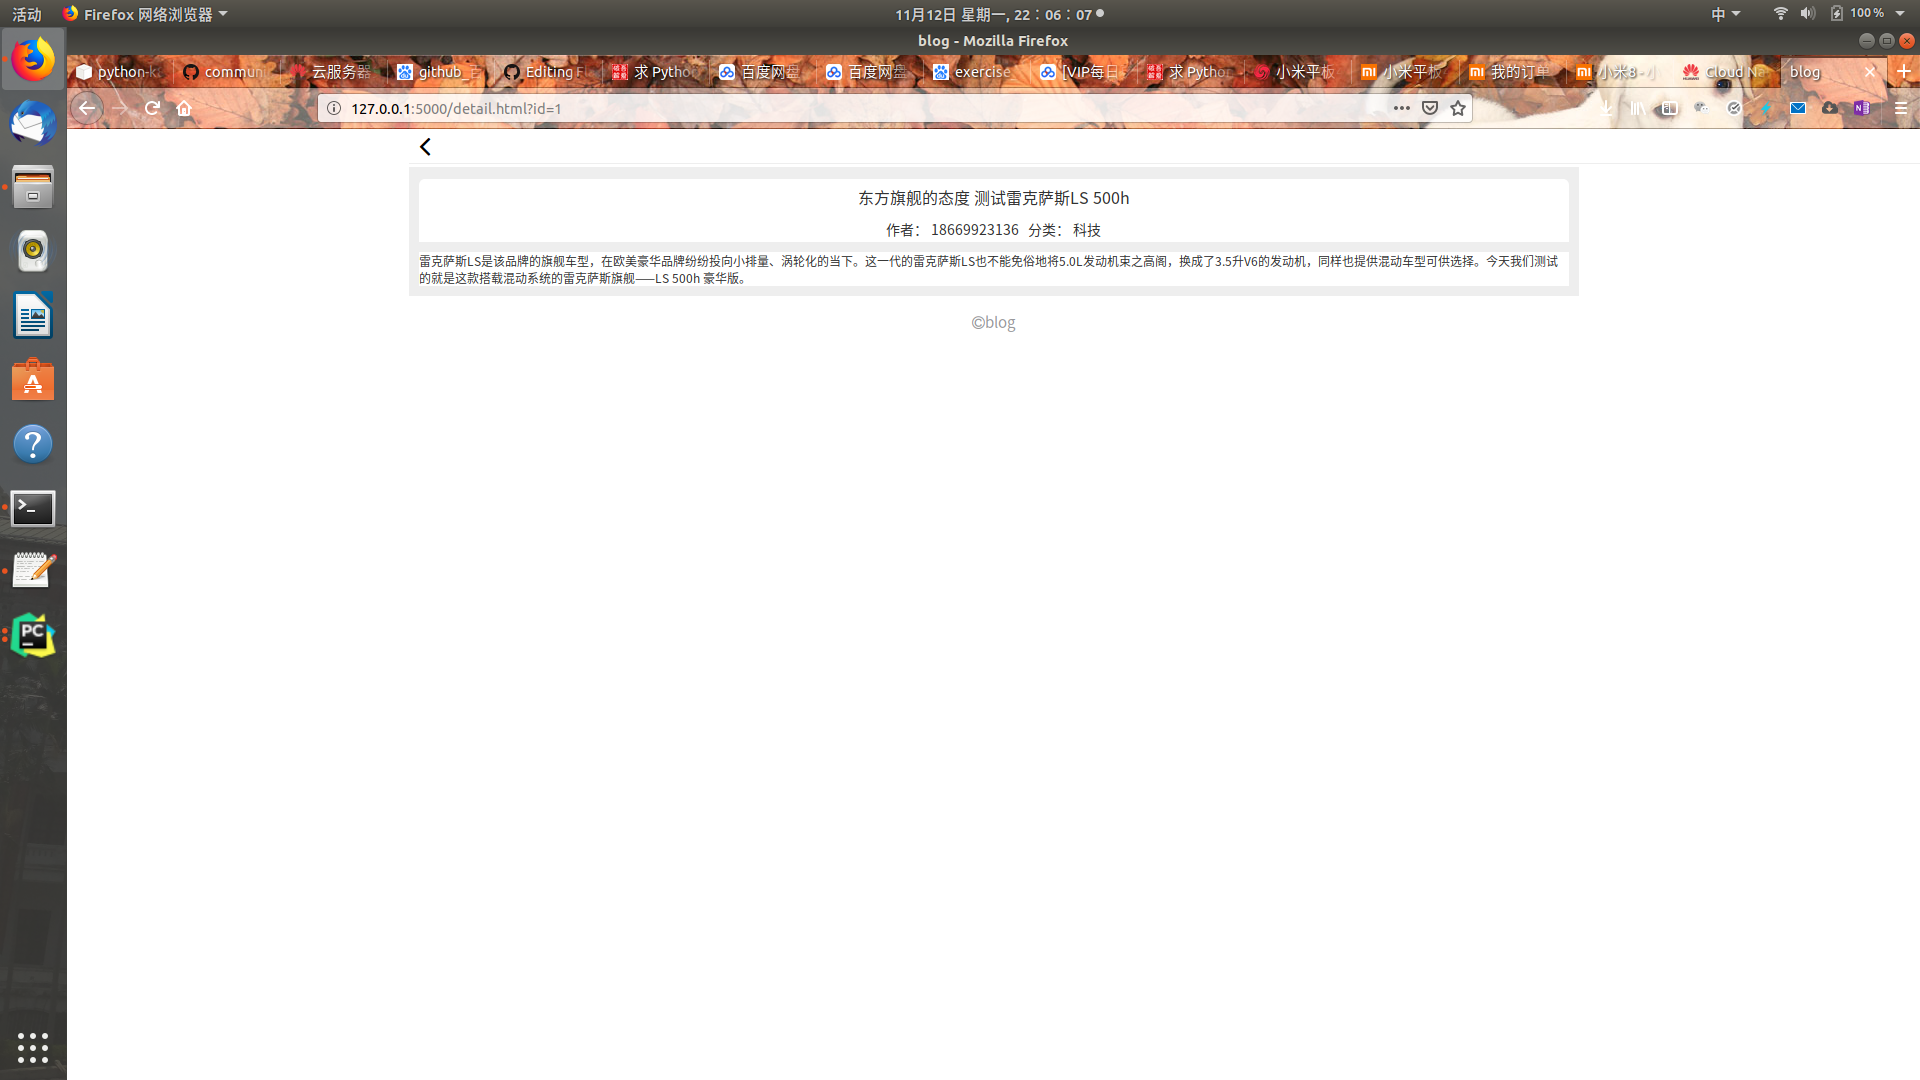 活动 Firefox 网络浏览器 11月12日 星期一, 22：06：07 中 100 %
blog - Mozilla Firefox
python-k commun 云服务器 github_ Editing F 求 Pytho 百度网盘 百度网盘 exercise [VIP每日 求 Pytho 小米平板 小米平板 我的订单 小米8 - 小 Cloud Na blog
127.0.0.1:5000/detail.html?id=1
东方旗舰的态度 测试雷克萨斯LS 500h
作者： 18669923136 分类： 科技
雷克萨斯LS是该品牌的旗舰车型，在欧美豪华品牌纷纷投向小排量、涡轮化的当下。这一代的雷克萨斯LS也不能免俗地将5.0L发动机束之高阁，换成了3.5升V6的发动机，同样也提供混动车型可供选择。今天我们测试
的就是这款搭载混动系统的雷克萨斯旗舰——LS 500h 豪华版。
©blog